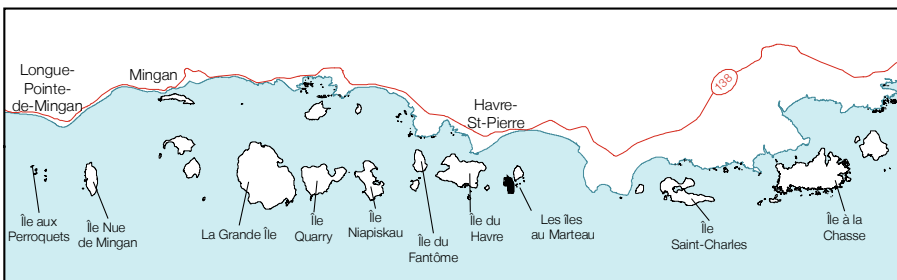 Longue-
Pointe-
de-Mingan
Mingan
138
Havre-
St-Pierre
Île aux
Perroquets
Île Nue
de Mingan
La Grande Île
Île
Quarry
Île
Niapiskau
Île du
Fantôme
Île du
Havre
Les îles
au Marteau
Île
Saint-Charles
Île à la
Chasse